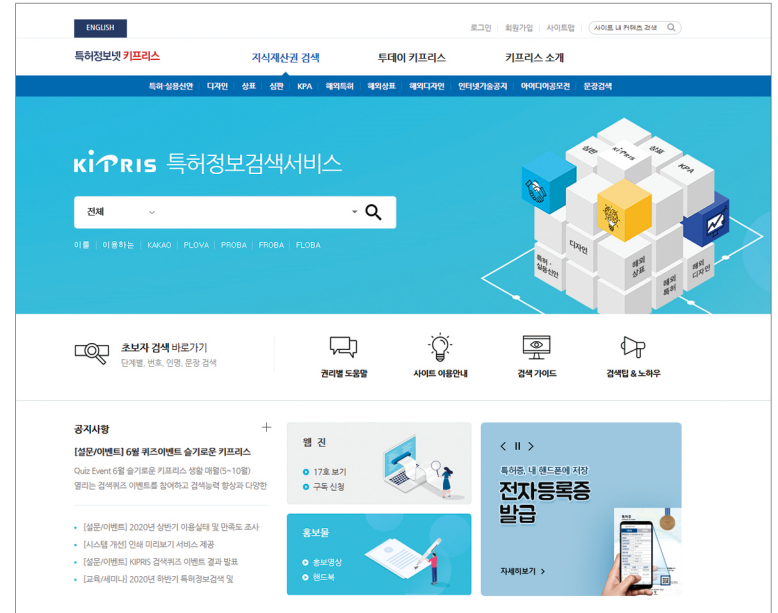 ENGLISH
로그인 회원가입 사이트맵 사이트 내 컨텐츠 검색
특허정보넷 키프리스 지식재산권 검색 투데이 키프리스 키프리스 소개
특허·실용신안 디자인 상표 심판 KPA 해외특허 해외상표 해외디자인 인터넷기술공지 아이디어공모전 문장검색
KIPRIS 특허정보검색서비스
전체
이를 이용하는 KAKAO PLOVA PROBA FROBA FLOBA
심판 KIPRIS 상표 KPA
디자인
특허·실용신안
해외상표
해외특허
해외디자인
초보자 검색 바로가기
단계별, 번호, 인명, 문장 검색
권리별 도움말 사이트 이용안내 검색 가이드 검색팁 & 노하우
공지사항
[설문/이벤트] 6월 퀴즈이벤트 슬기로운 키프리스
Quiz Event 6월 슬기로운 키프리스 생활 매월(5~10월)
열리는 검색퀴즈 이벤트를 참여하고 검색능력 향상과 다양한
[설문/이벤트] 2020년 상반기 이용실태 및 만족도 조사
[시스템 개선] 인쇄 미리보기 서비스 제공
[설문/이벤트] KIPRIS 검색퀴즈 이벤트 결과 발표
[교육/세미나] 2020년 하반기 특허정보검색 및
웹 진
17호 보기
구독 신청
홍보물
홍보영상
핸드북
특허증, 내 핸드폰에 저장
전자등록증
발급
자세히보기